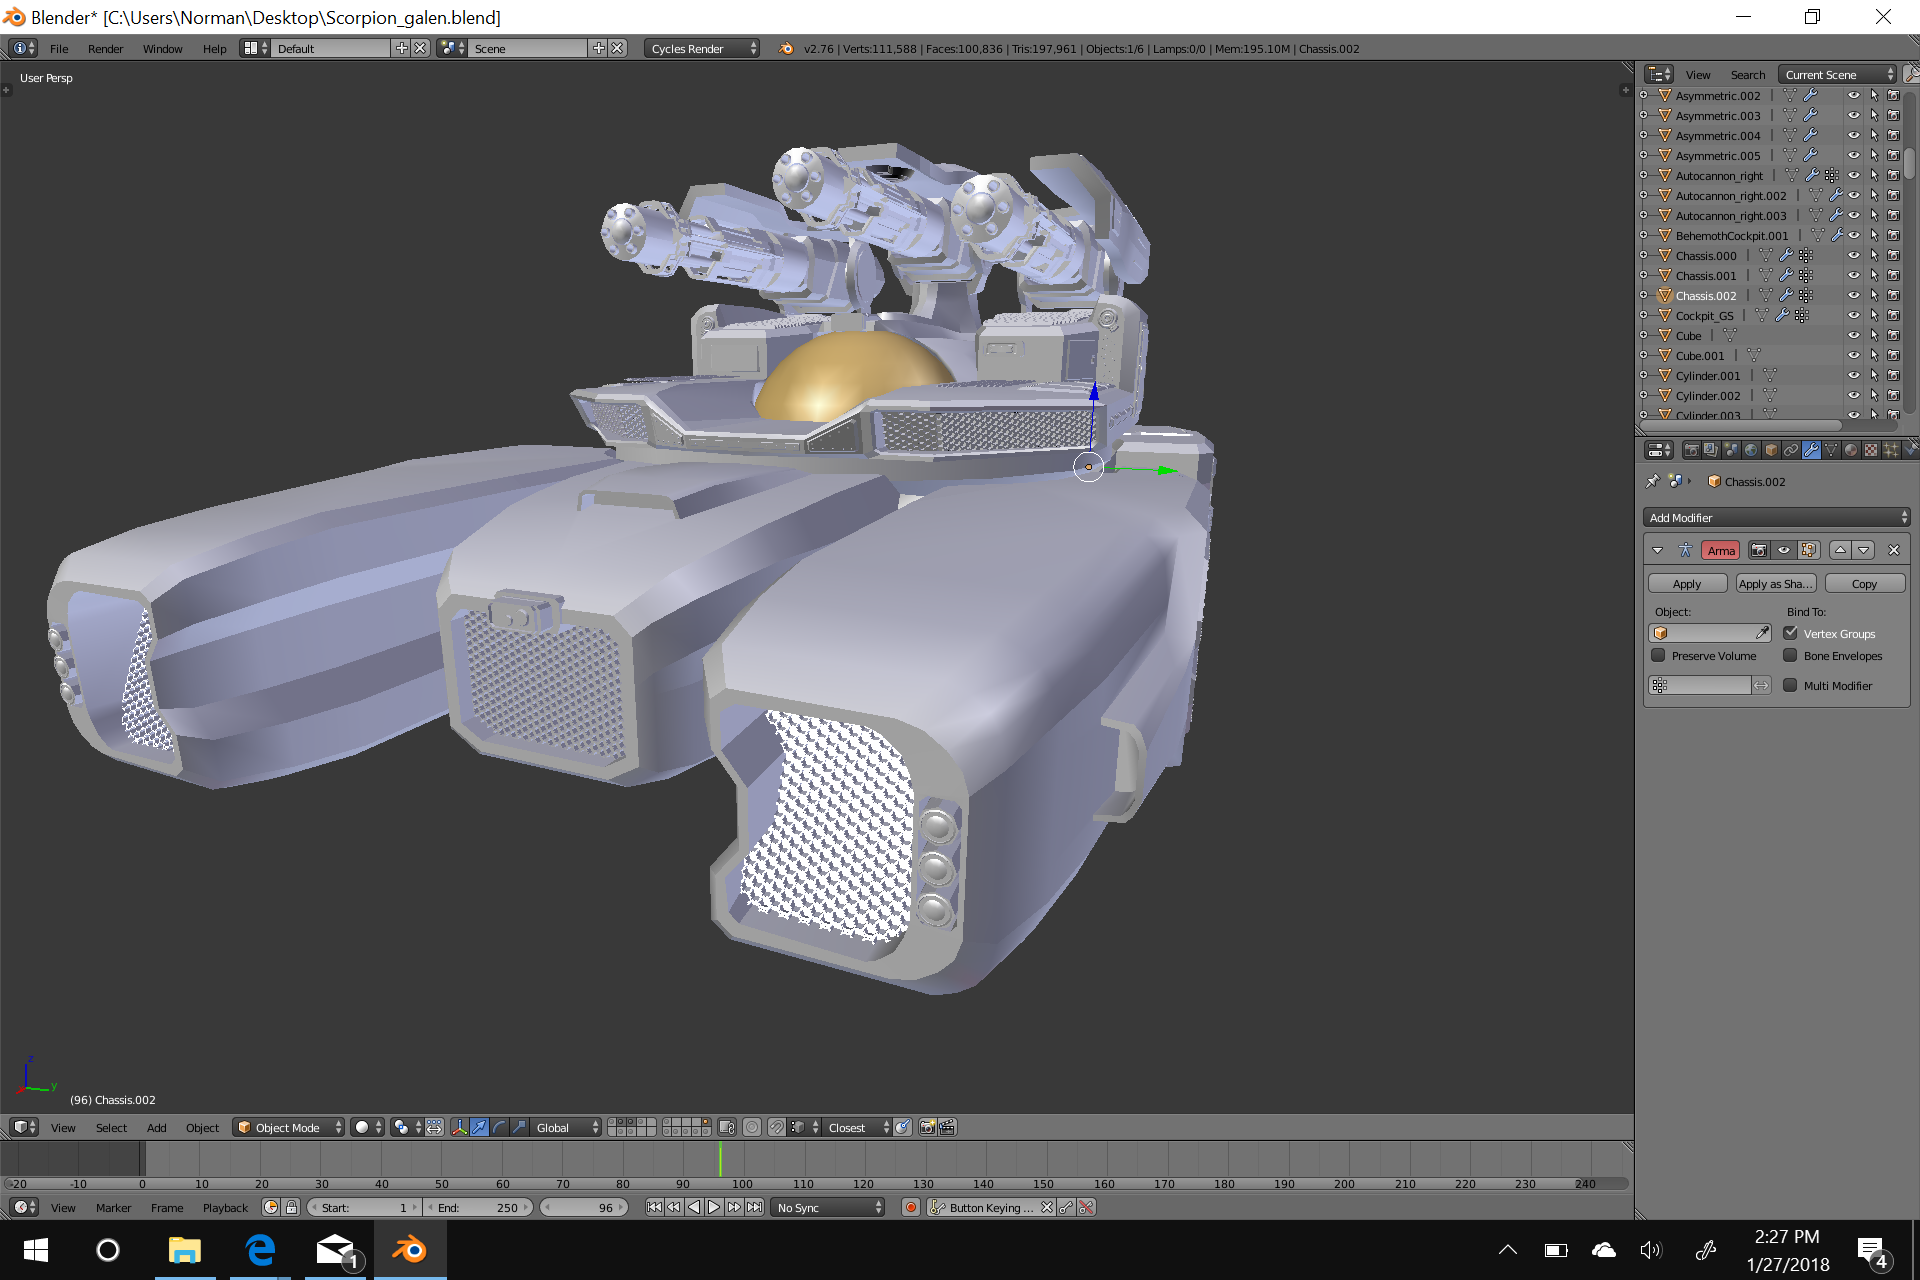 Blender* [C:\Users\Norman\Desktop\Scorpion_galen.blend]
File Render Window Help Default Scene Cycles Render v2.76 | Verts:111,588 | Faces:100,836 | Tris:197,961 | Objects:1/6 | Lamps:0/0 | Mem:195.10M | Chassis.002
User Persp
View Search Current Scene
Asymmetric.002
Asymmetric.003
Asymmetric.004
Asymmetric.005
Autocannon_right
Autocannon_right.002
Autocannon_right.003
BehemothCockpit.001
Chassis.000
Chassis.001
Chassis.002
Cockpit_GS
Cube
Cube.001
Cylinder.001
Cylinder.002
Cylinder.003
Chassis.002
Add Modifier
Arma
Apply Apply as Sha... Copy
Object: Bind To:
Vertex Groups
Preserve Volume Bone Envelopes
Multi Modifier
z
y
(96) Chassis.002
View Select Add Object Object Mode Global Closest
-20 -10 0 10 20 30 40 50 60 70 80 90 100 110 120 130 140 150 160 170 180 190 200 210 220 230 240
View Marker Frame Playback Start: 1 End: 250 96 No Sync Button Keying ...
1
2:27 PM
1/27/2018
4